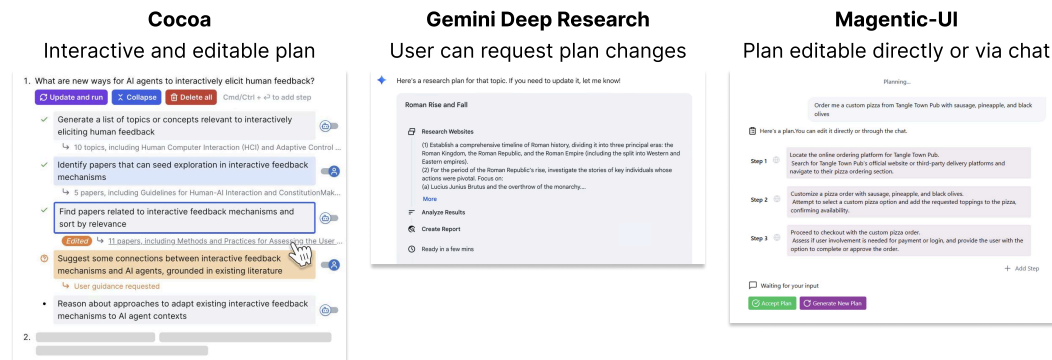 Cocoa
Interactive and editable plan
1. What are new ways for AI agents to interactively elicit human feedback?
Update and run
Collapse
Delete all
Cmd/Ctrl + ⏎ to add step
Generate a list of topics or concepts relevant to interactively
eliciting human feedback
↳ 10 topics, including Human Computer Interaction (HCI) and Adaptive Control ...
Identify papers that can seed exploration in interactive feedback
mechanisms
↳ 5 papers, including Guidelines for Human-AI Interaction and ConstitutionMak...
Find papers related to interactive feedback mechanisms and
sort by relevance
Edited ↳ 11 papers, including Methods and Practices for Assessing the User ...
Suggest some connections between interactive feedback
mechanisms and AI agents, grounded in existing literature
↳ User guidance requested
• Reason about approaches to adapt existing interactive feedback
mechanisms to AI agent contexts
2.
Gemini Deep Research
User can request plan changes
Here's a research plan for that topic. If you need to update it, let me know!
Roman Rise and Fall
Research Websites
(1) Establish a comprehensive timeline of Roman history, dividing it into three principal eras: the
Roman Kingdom, the Roman Republic, and the Roman Empire (including the split into Western and
Eastern empires).
(2) For the period of the Roman Republic's rise, investigate the stories of key individuals whose
actions were pivotal. Focus on:
(a) Lucius Junius Brutus and the overthrow of the monarchy....
More
Analyze Results
Create Report
Ready in a few mins
Magentic-UI
Plan editable directly or via chat
Planning...
Order me a custom pizza from Tangle Town Pub with sausage, pineapple, and black
olives
Here's a plan.You can edit it directly or through the chat.
Step 1
Locate the online ordering platform for Tangle Town Pub.
Search for Tangle Town Pub's official website or third-party delivery platforms and
navigate to their pizza ordering section.
Step 2
Customize a pizza order with sausage, pineapple, and black olives.
Attempt to select a custom pizza option and add the requested toppings to the pizza,
confirming availability.
Step 3
Proceed to checkout with the custom pizza order.
Assess if user involvement is needed for payment or login, and provide the user with the
option to complete or approve the order.
+ Add Step
Waiting for your input
Accept Plan
Generate New Plan